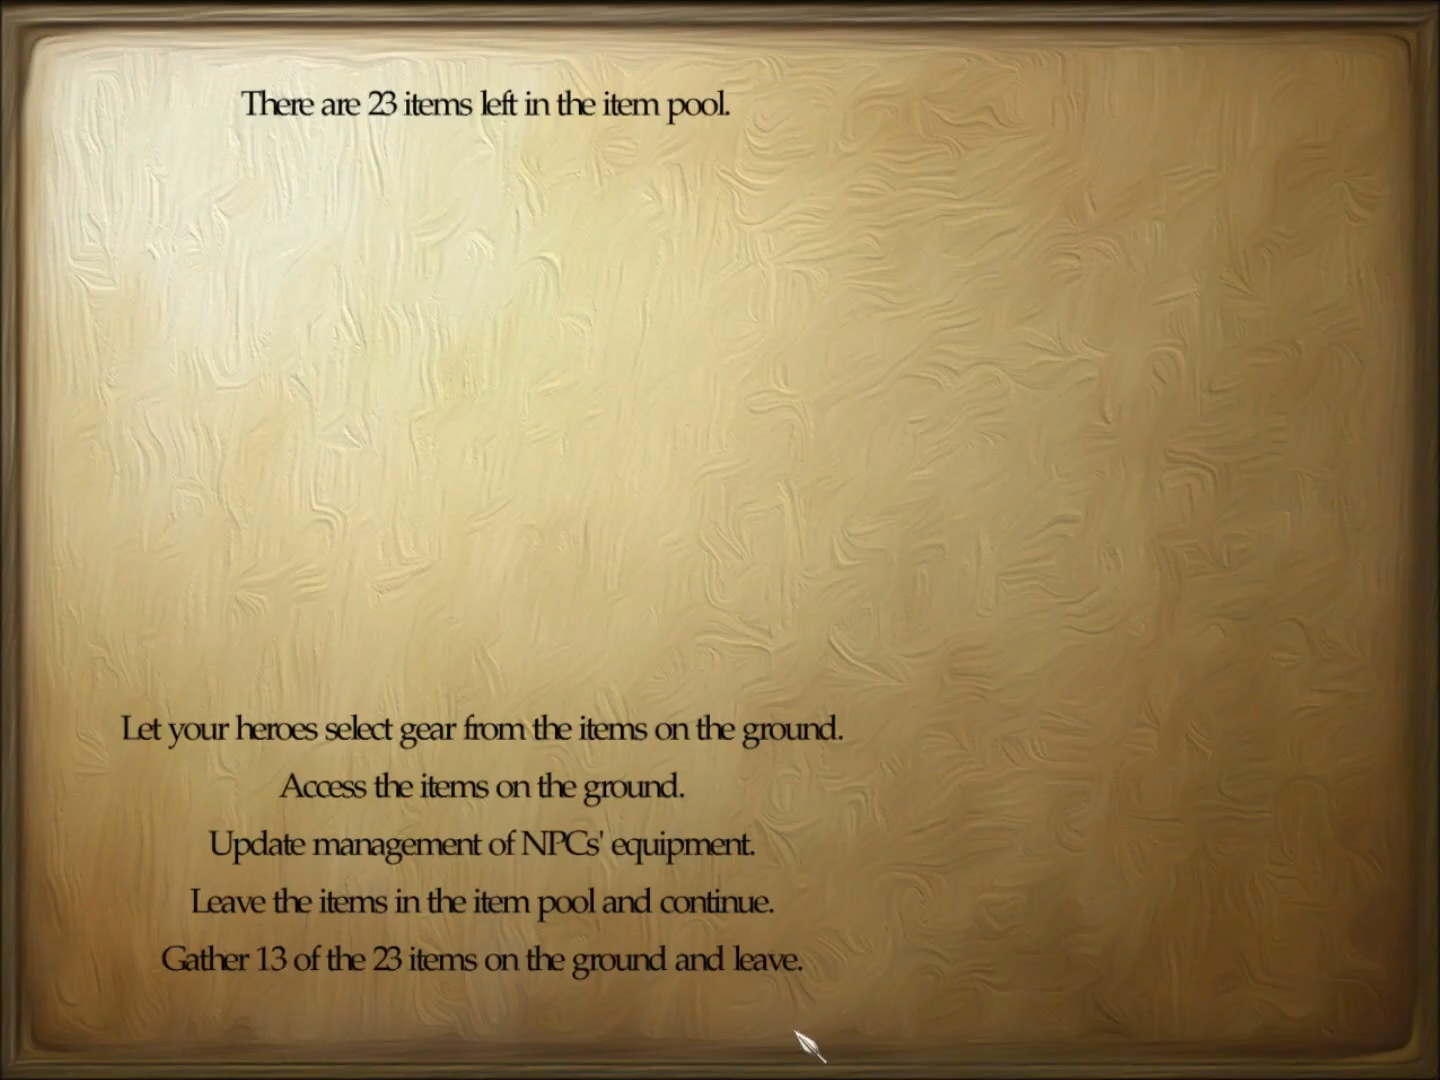 There are 23 items left in the item pool.
Let your heroes select gear from the items on the ground.
Access the items on the ground.
Update management of NPCs' equipment.
Leave the items in the item pool and continue.
Gather 13 of the 23 items on the ground and leave.